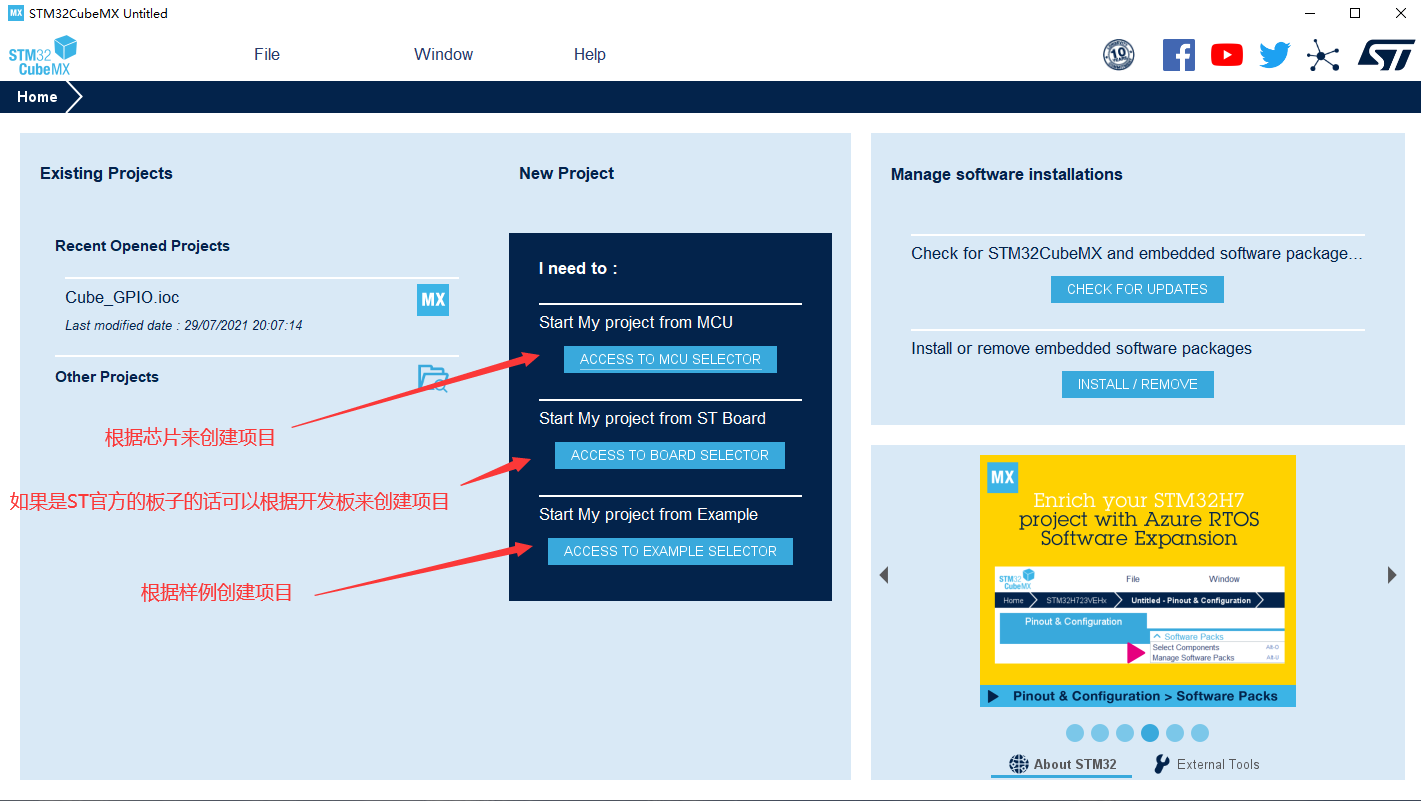 MX STM32CubeMX Untitled
STM32
CubeMX
File
Window
Help
10
ST
Home
Existing Projects
New Project
Manage software installations
Recent Opened Projects
Cube_GPIO.ioc
MX
Last modified date : 29/07/2021 20:07:14
Other Projects
I need to :
Start My project from MCU
ACCESS TO MCU SELECTOR
Start My project from ST Board
ACCESS TO BOARD SELECTOR
Start My project from Example
ACCESS TO EXAMPLE SELECTOR
根据芯片来创建项目
如果是ST官方的板子的话可以根据开发板来创建项目
根据样例创建项目
Check for STM32CubeMX and embedded software package...
CHECK FOR UPDATES
Install or remove embedded software packages
INSTALL / REMOVE
MX
Enrich your STM32H7
project with Azure RTOS
Software Expansion
STM32
CubeMX
File
Window
Home
STM32H723VEHx
Untitled - Pinout & Configuration
Pinout & Configuration
Software Packs
Select Components Alt-O
Manage Software Packs Alt-U
Pinout & Configuration > Software Packs
About STM32
External Tools